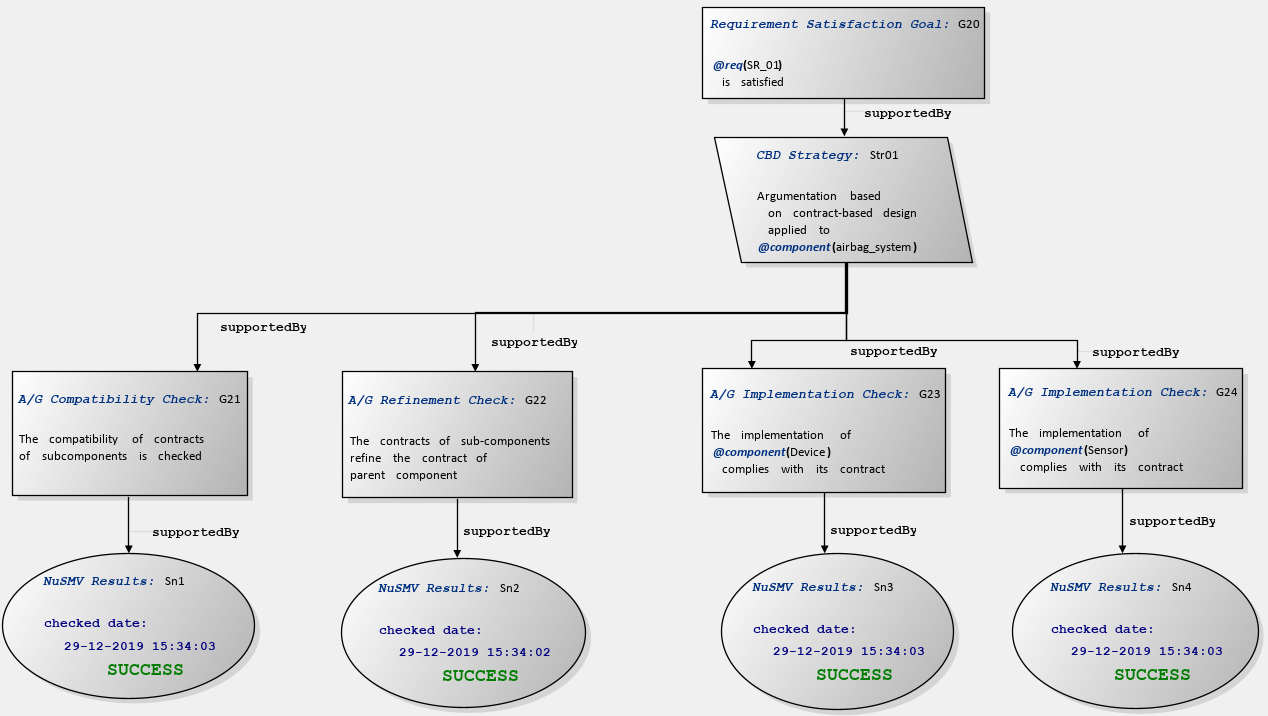 Requirement Satisfaction Goal: G20
@req(SR_01)
is satisfied
supportedBy
CBD Strategy: Str01
Argumentation based
on contract-based design
applied to
@component(airbag_system)
supportedBy
supportedBy
supportedBy
supportedBy
A/G Compatibility Check: G21
The compatibility of contracts
of subcomponents is checked
A/G Refinement Check: G22
The contracts of sub-components
refine the contract of
parent component
A/G Implementation Check: G23
The implementation of
@component(Device)
complies with its contract
A/G Implementation Check: G24
The implementation of
@component(Sensor)
complies with its contract
supportedBy
supportedBy
supportedBy
supportedBy
NuSMV Results: Sn1
checked date:
29-12-2019 15:34:03
SUCCESS
NuSMV Results: Sn2
checked date:
29-12-2019 15:34:02
SUCCESS
NuSMV Results: Sn3
checked date:
29-12-2019 15:34:03
SUCCESS
NuSMV Results: Sn4
checked date:
29-12-2019 15:34:03
SUCCESS